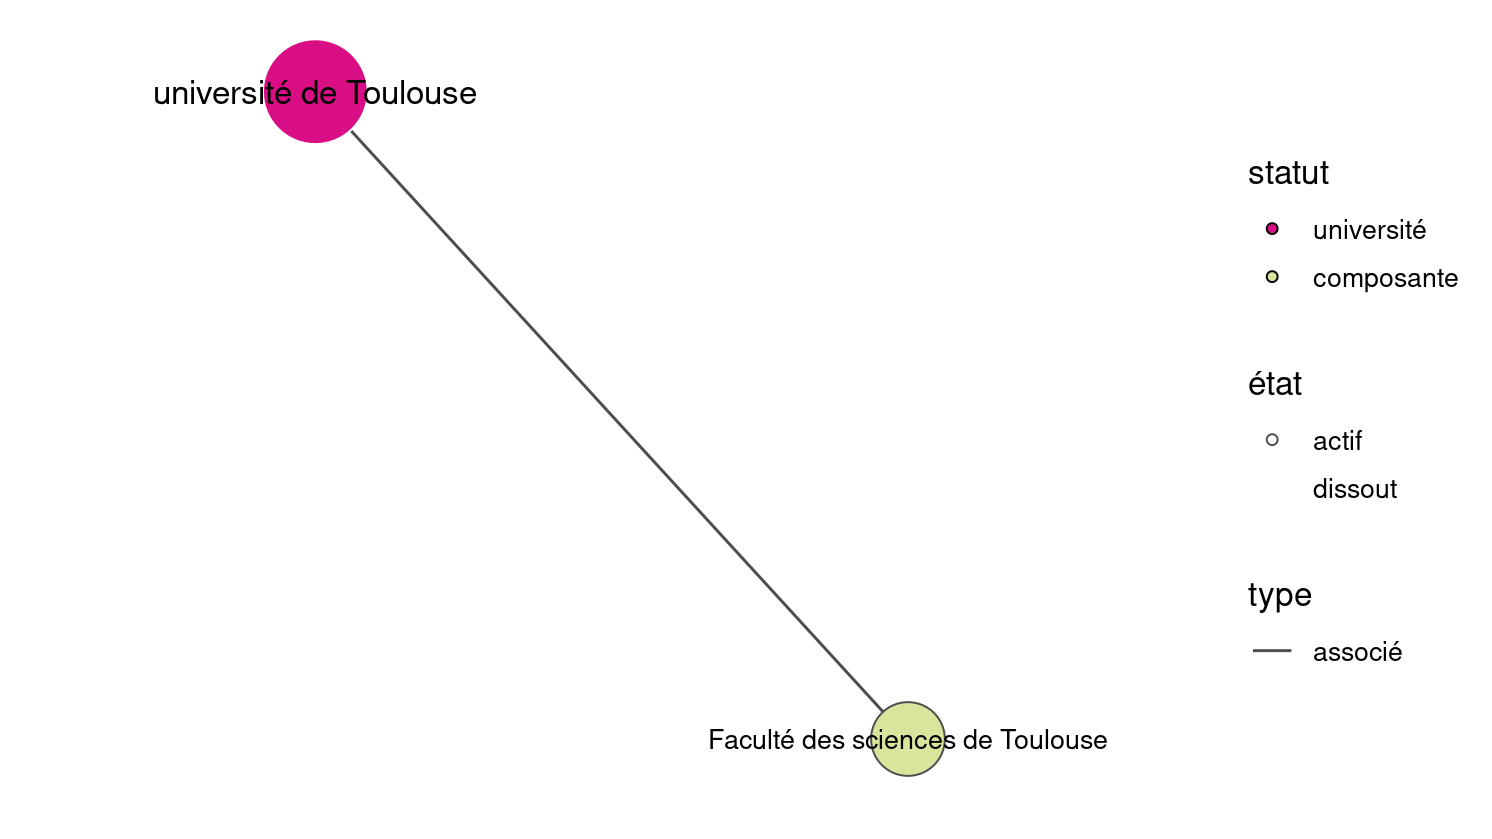 université de Toulouse
Faculté des sciences de Toulouse
statut
université
composante
état
actif
dissout
type
associé